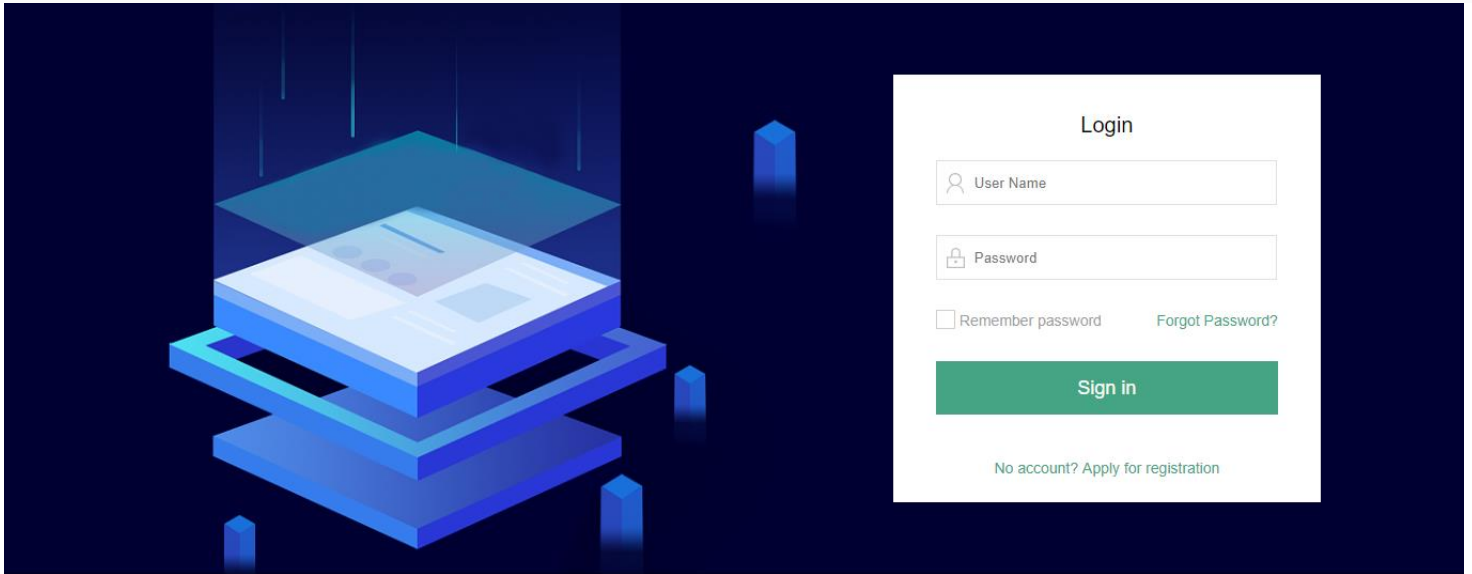 Login
User Name
Password
Remember password Forgot Password?
Sign in
No account? Apply for registration